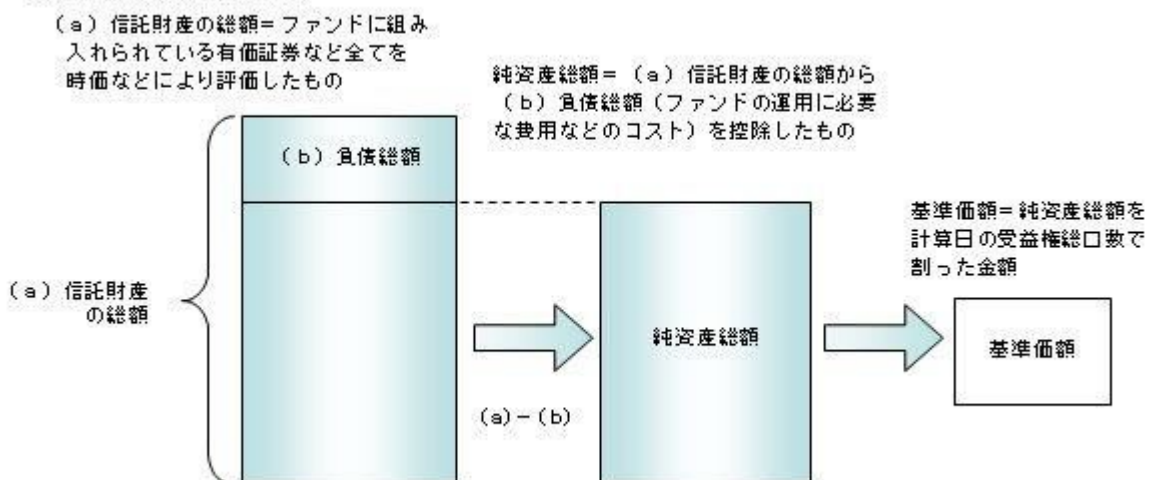 （a）信託財産の総額＝ファンドに組み
入れられている有価証券など全てを
時価などにより評価したもの
純資産総額＝（a）信託財産の総額から
（b）負債総額（ファンドの運用に必要
な費用などのコスト）を控除したもの
（b）負債総額
基準価額＝純資産総額を
計算日の受益権総口数で
割った金額
（a）信託財産
の総額
純資産総額
基準価額
（a）－（b）